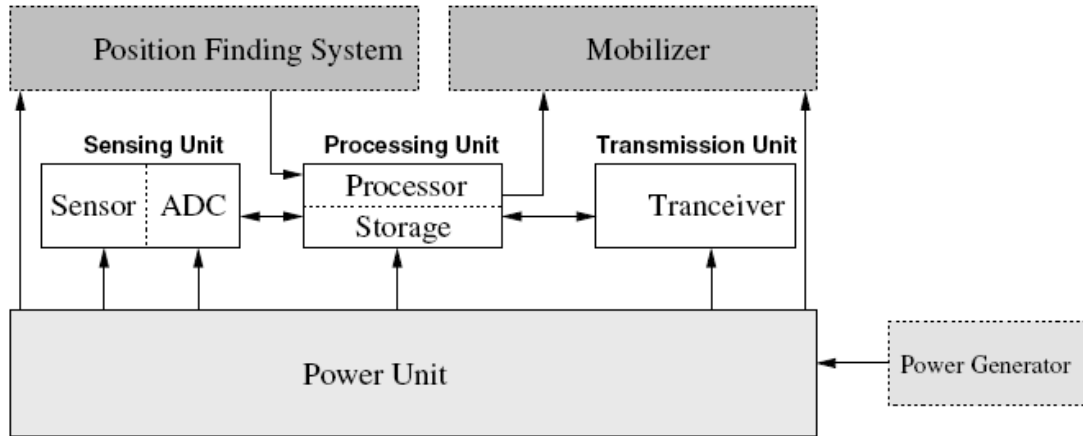 Position Finding System
Mobilizer
Sensing Unit
Processing Unit
Transmission Unit
Sensor
ADC
Processor
Storage
Tranceiver
Power Unit
Power Generator